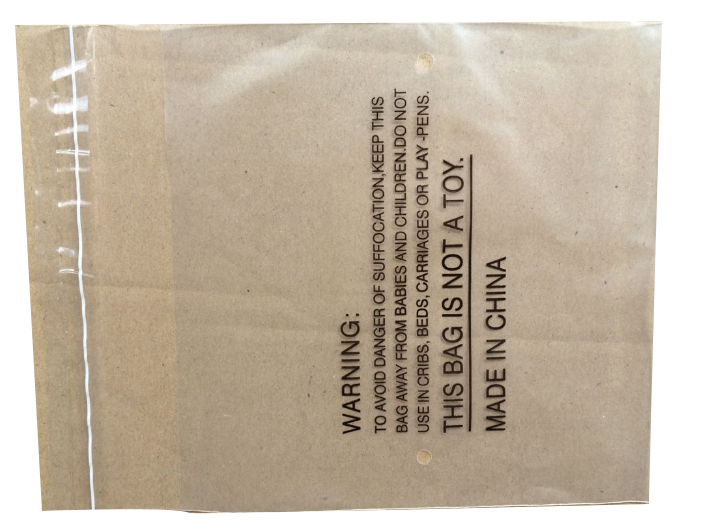 WARNING:
TO AVOID DANGER OF SUFFOCATION,KEEP THIS
BAG AWAY FROM BABIES AND CHILDREN.DO NOT
USE IN CRIBS, BEDS, CARRIAGES OR PLAY -PENS.
THIS BAG IS NOT A TOY.
MADE IN CHINA